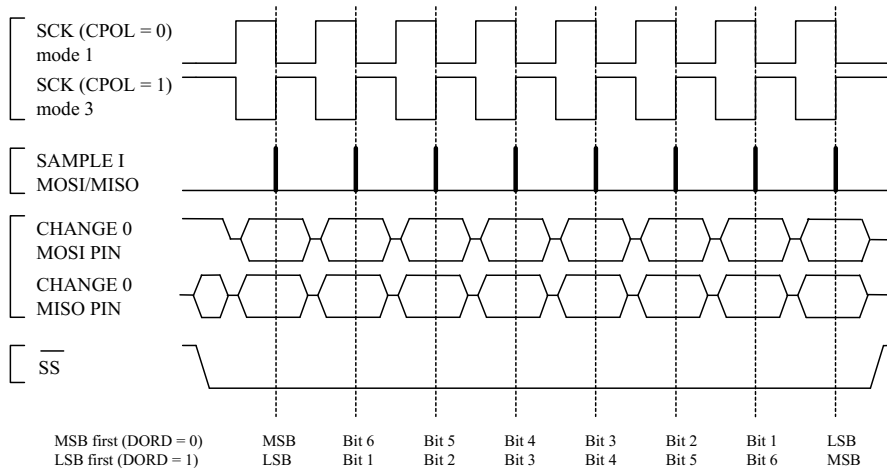 SCK (CPOL = 0)
mode 1
SCK (CPOL = 1)
mode 3
SAMPLE I
MOSI/MISO
CHANGE 0
MOSI PIN
CHANGE 0
MISO PIN
SS
MSB first (DORD = 0) MSB Bit 6 Bit 5 Bit 4 Bit 3 Bit 2 Bit 1 LSB
LSB first (DORD = 1) LSB Bit 1 Bit 2 Bit 3 Bit 4 Bit 5 Bit 6 MSB